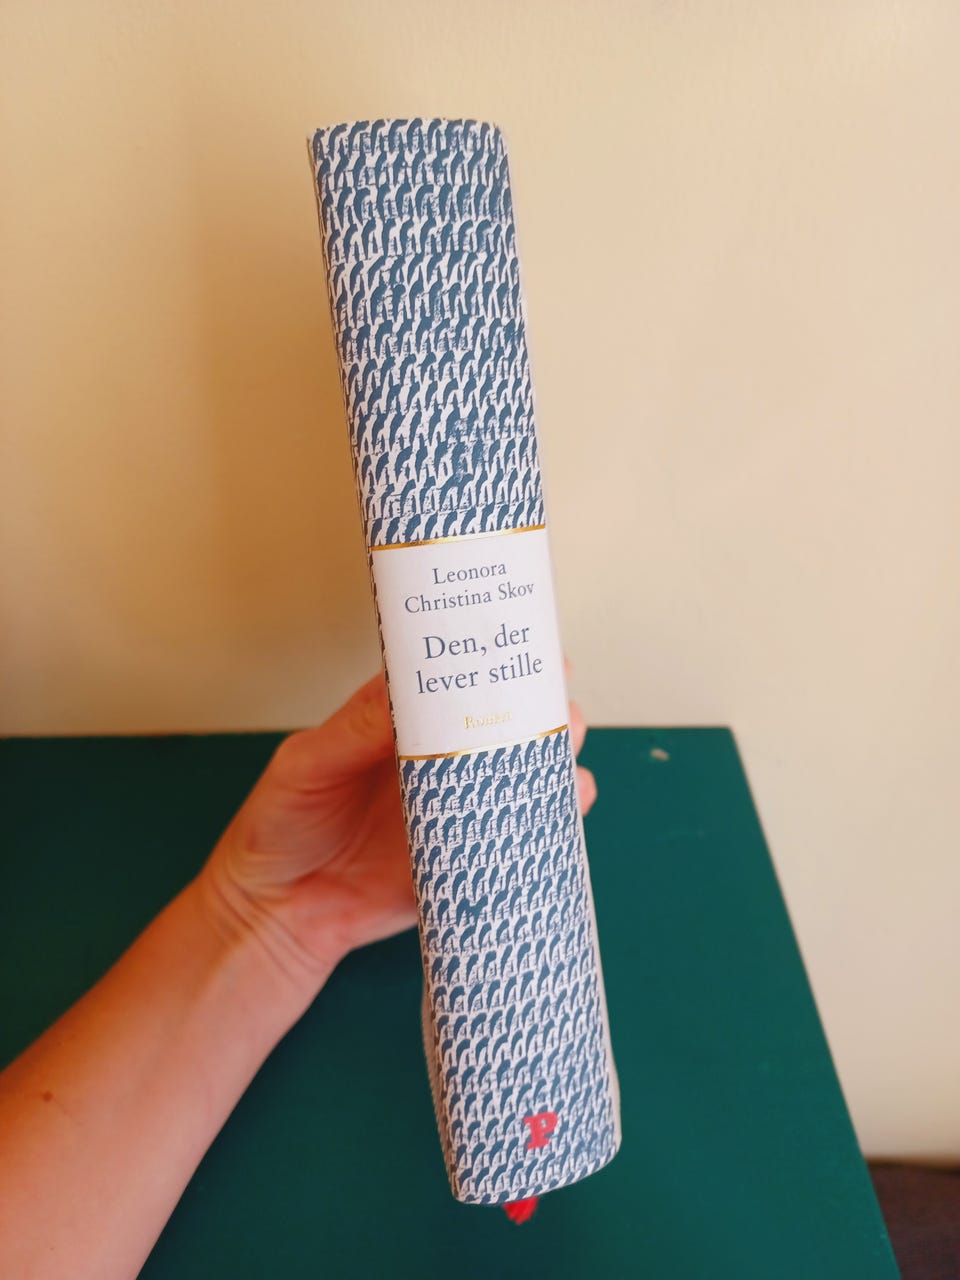 Leonora
Christina Skov
Den, der
lever stille
Roman
P